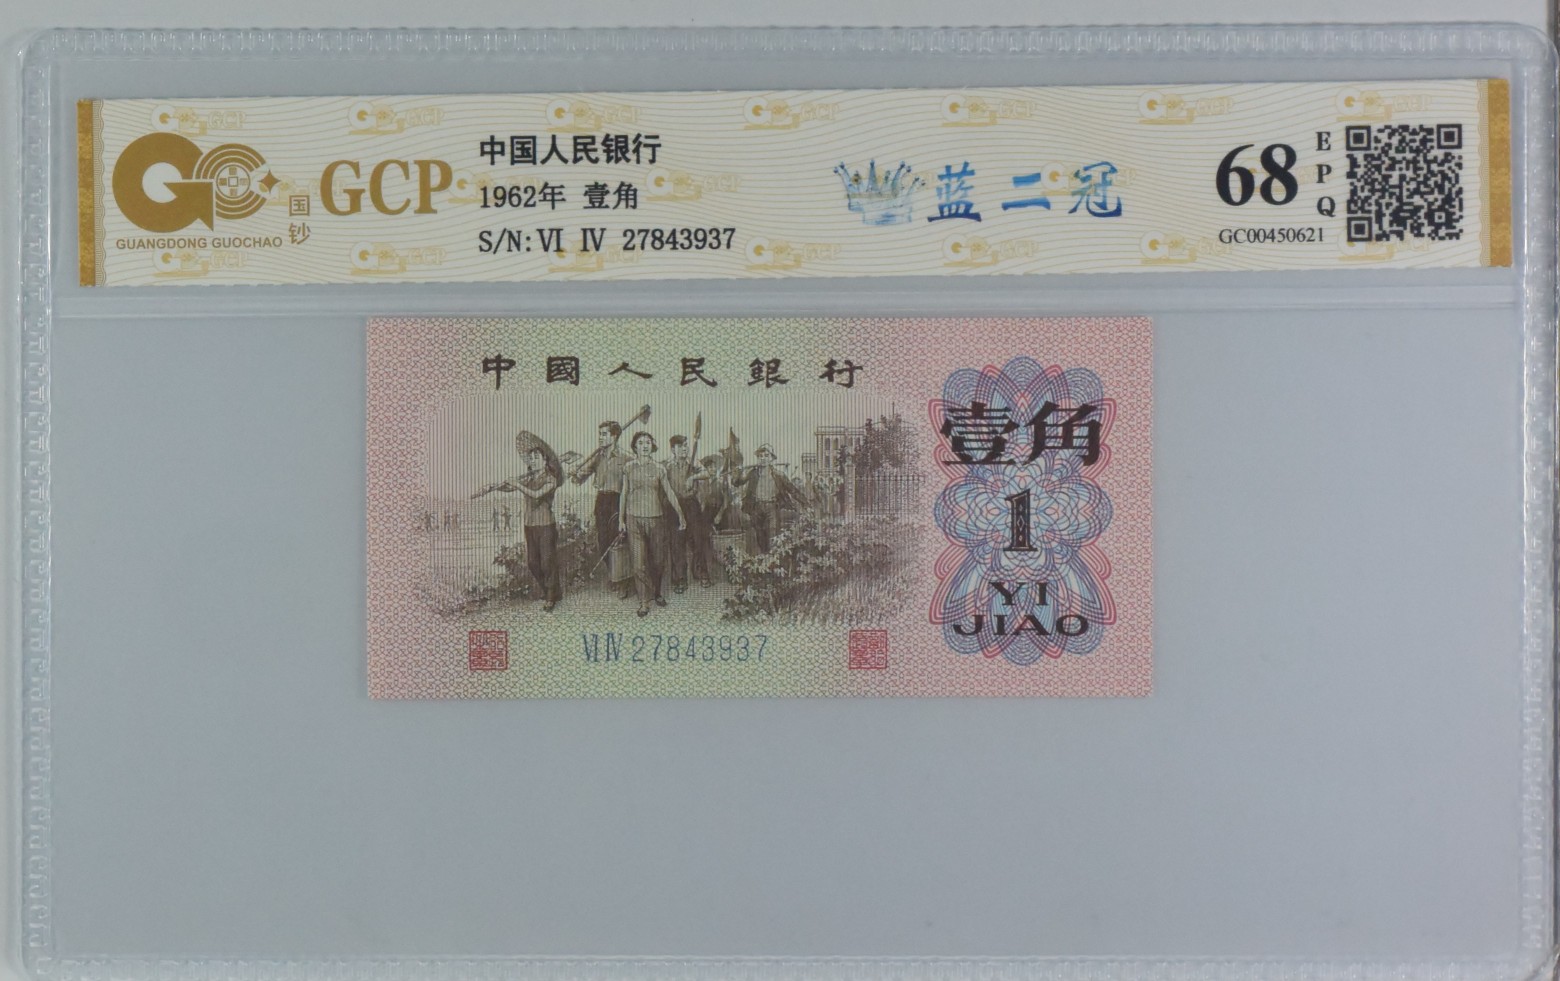 GCP
国钞
GUANGDONG GUOCHAO
中国人民银行
1962年 壹角
S/N: VI IV 27843937
蓝二冠
68
EPQ
GC00450621
中國人民銀行
壹角
1
YI
JIAO
VI IV 27843937